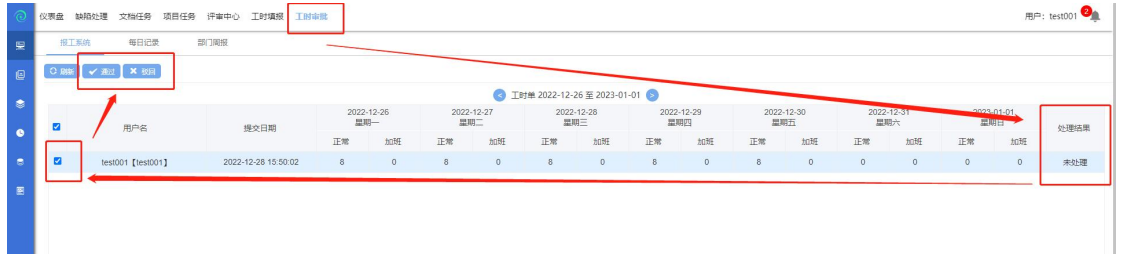 仪表盘 缺陷处理 文档任务 项目任务 评审中心 工时填报 工时审批 用户：test001 2
报工系统 每日记录 部门周报
刷新 通过 驳回
工时单 2022-12-26 至 2023-01-01
用户名 提交日期 2022-12-26 2022-12-27 2022-12-28 2022-12-29 2022-12-30 2022-12-31 2023-01-01 处理结果
星期一 星期二 星期三 星期四 星期五 星期六 星期日
正常 加班 正常 加班 正常 加班 正常 加班 正常 加班 正常 加班 正常 加班
test001【test001】 2022-12-28 15:50:02 8 0 8 0 8 0 8 0 8 0 0 0 0 0 未处理